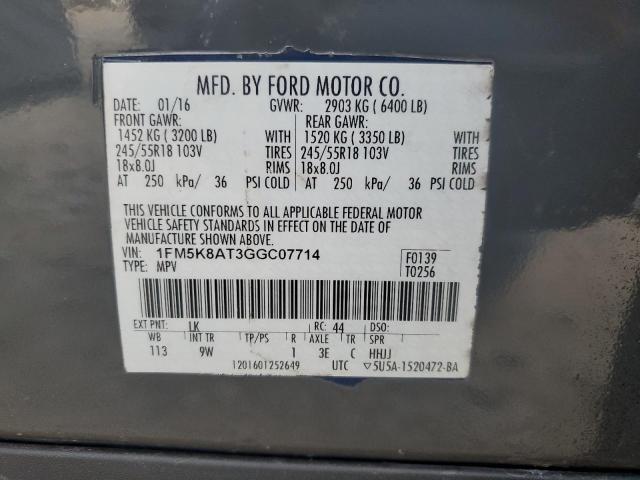 MFD. BY FORD MOTOR CO.
DATE: 01/16 GVWR: 2903 KG ( 6400 LB)
FRONT GAWR: REAR GAWR:
1452 KG ( 3200 LB) WITH 1520 KG ( 3350 LB) WITH
245/55R18 103V TIRES 245/55R18 103V TIRES
18x8.0J RIMS 18x8.0J RIMS
AT 250 kPa/ 36 PSI COLD AT 250 kPa/ 36 PSI COLD
THIS VEHICLE CONFORMS TO ALL APPLICABLE FEDERAL MOTOR
VEHICLE SAFETY STANDARDS IN EFFECT ON THE DATE OF
MANUFACTURE SHOWN ABOVE.
VIN: 1FM5K8AT3GGC07714 F0139
TYPE: MPV T0256
EXT PNT: LK RC: 44 DSO:
WB INT TR TP/PS R AXLE TR SPR
113 9W 1 3E C HHJJ
1201601252649 UTC ▽5U5A-1520472-BA